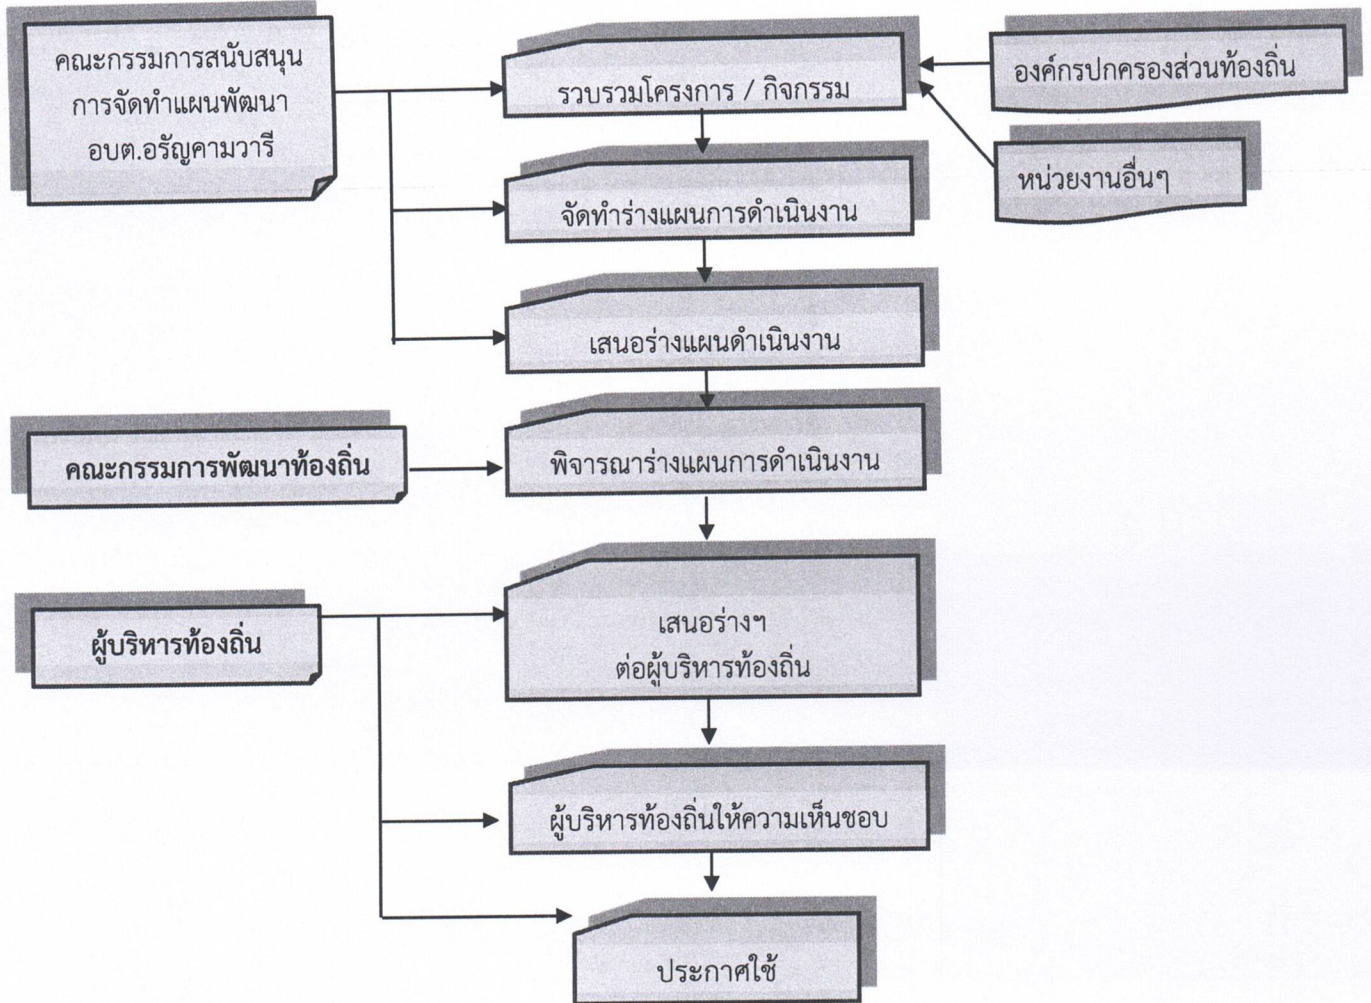 คณะกรรมการสนับสนุน
การจัดทำแผนพัฒนา
อบต.อรัญคามวารี
รวบรวมโครงการ / กิจกรรม
องค์กรปกครองส่วนท้องถิ่น
หน่วยงานอื่นๆ
จัดทำร่างแผนการดำเนินงาน
เสนอร่างแผนดำเนินงาน
คณะกรรมการพัฒนาท้องถิ่น
พิจารณาร่างแผนการดำเนินงาน
ผู้บริหารท้องถิ่น
เสนอร่างฯ
ต่อผู้บริหารท้องถิ่น
ผู้บริหารท้องถิ่นให้ความเห็นชอบ
ประกาศใช้